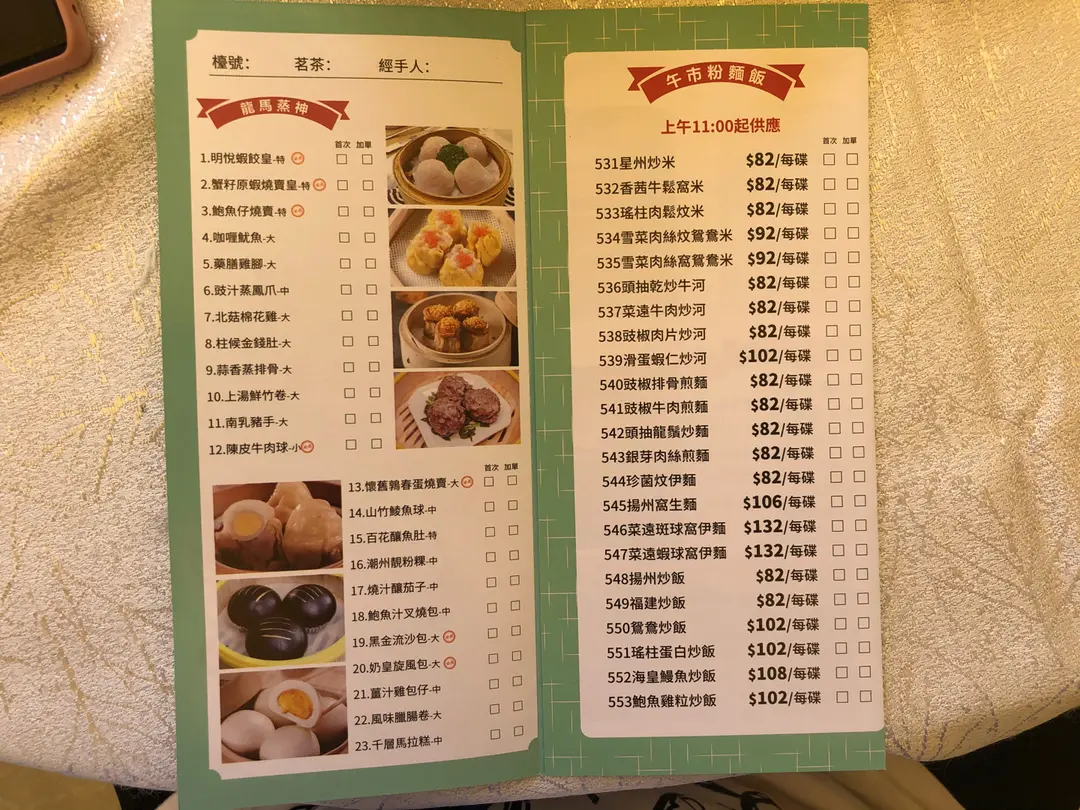 檯號： 茗茶： 經手人：
龍馬蒸神
首次 加單
1.明悅蝦餃皇-特
2.蟹籽原蝦燒賣皇-特
3.鮑魚仔燒賣-特
4.咖喱魷魚-大
5.藥膳雞腳-大
6.豉汁蒸鳳爪-中
7.北菇棉花雞-大
8.柱候金錢肚-大
9.蒜香蒸排骨-大
10.上湯鮮竹卷-大
11.南乳豬手-大
12.陳皮牛肉球-小
首次 加單
13.懷舊鵪春蛋燒賣-大
14.山竹鯪魚球-中
15.百花釀魚肚-特
16.潮州靚粉粿-中
17.燒汁釀茄子-中
18.鮑魚汁叉燒包-中
19.黑金流沙包-大
20.奶皇旋風包-大
21.薑汁雞包仔-中
22.風味臘腸卷-大
23.千層馬拉糕-中
午市粉麵飯
上午11:00起供應
首次 加單
531星州炒米 $82/每碟
532香茜牛鬆窩米 $82/每碟
533瑤柱肉鬆炆米 $82/每碟
534雪菜肉絲炆鴛鴦米 $92/每碟
535雪菜肉絲窩鴛鴦米 $92/每碟
536頭抽乾炒牛河 $82/每碟
537菜遠牛肉炒河 $82/每碟
538豉椒肉片炒河 $82/每碟
539滑蛋蝦仁炒河 $102/每碟
540豉椒排骨煎麵 $82/每碟
541豉椒牛肉煎麵 $82/每碟
542頭抽龍鬚炒麵 $82/每碟
543銀芽肉絲煎麵 $82/每碟
544珍菌炆伊麵 $82/每碟
545揚州窩生麵 $106/每碟
546菜遠斑球窩伊麵 $132/每碟
547菜遠蝦球窩伊麵 $132/每碟
548揚州炒飯 $82/每碟
549福建炒飯 $82/每碟
550鴛鴦炒飯 $102/每碟
551瑤柱蛋白炒飯 $102/每碟
552海皇鰻魚炒飯 $108/每碟
553鮑魚雞粒炒飯 $102/每碟